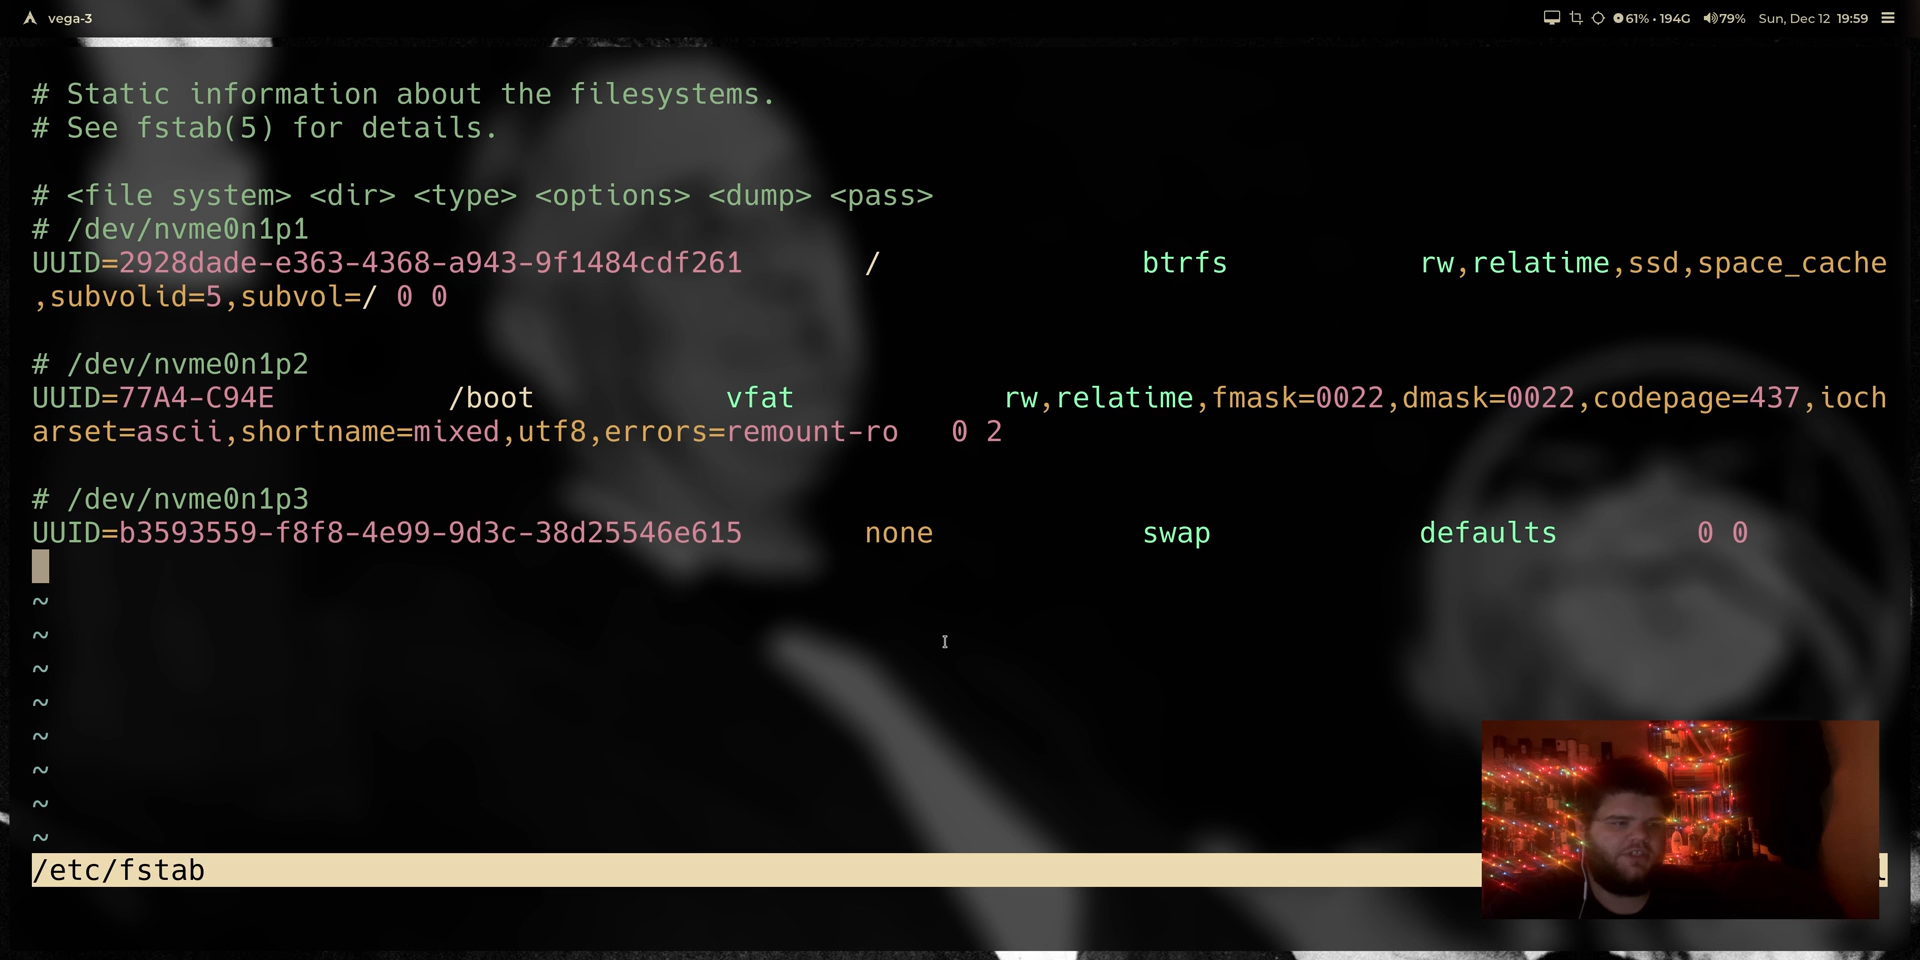 vega-3
61% • 194G 79% Sun, Dec 12 19:59
# Static information about the filesystems.
# See fstab(5) for details.
# <file system> <dir> <type> <options> <dump> <pass>
# /dev/nvme0n1p1
UUID=2928dade-e363-4368-a943-9f1484cdf261 / btrfs rw,relatime,ssd,space_cache
,subvolid=5,subvol=/ 0 0
# /dev/nvme0n1p2
UUID=77A4-C94E /boot vfat rw,relatime,fmask=0022,dmask=0022,codepage=437,ioch
arset=ascii,shortname=mixed,utf8,errors=remount-ro 0 2
# /dev/nvme0n1p3
UUID=b3593559-f8f8-4e99-9d3c-38d25546e615 none swap defaults 0 0
~
~
~
~
~
~
~
~
/etc/fstab